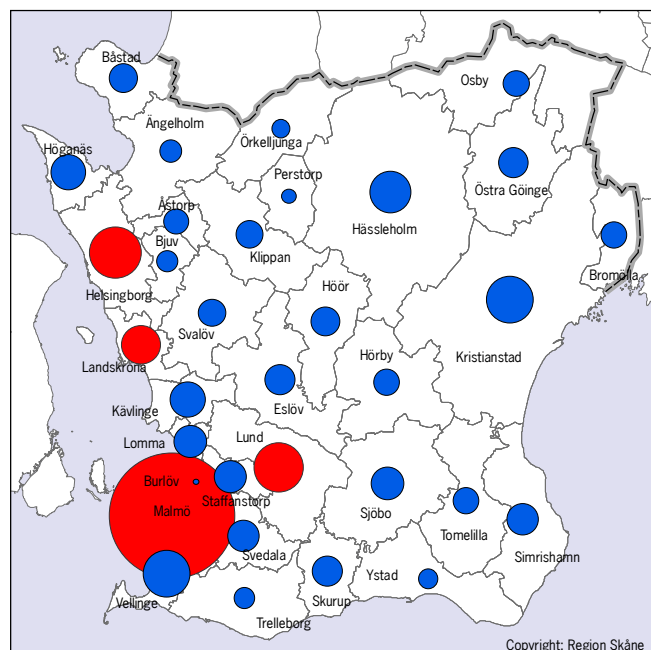 Båstad
Osby
Ängelholm
Örkelljunga
Höganäs
Perstorp
Östra Göinge
Åstorp
Hässleholm
Bjuv
Klippan
Bromölla
Helsingborg
Höör
Svalöv
Kristianstad
Landskrona
Hörby
Kävlinge
Eslöv
Lomma
Lund
Burlöv
Staffanstorp
Malmö
Sjöbo
Tomelilla
Svedala
Simrishamn
Ystad
Vellinge
Skurup
Trelleborg
Copyright: Region Skåne